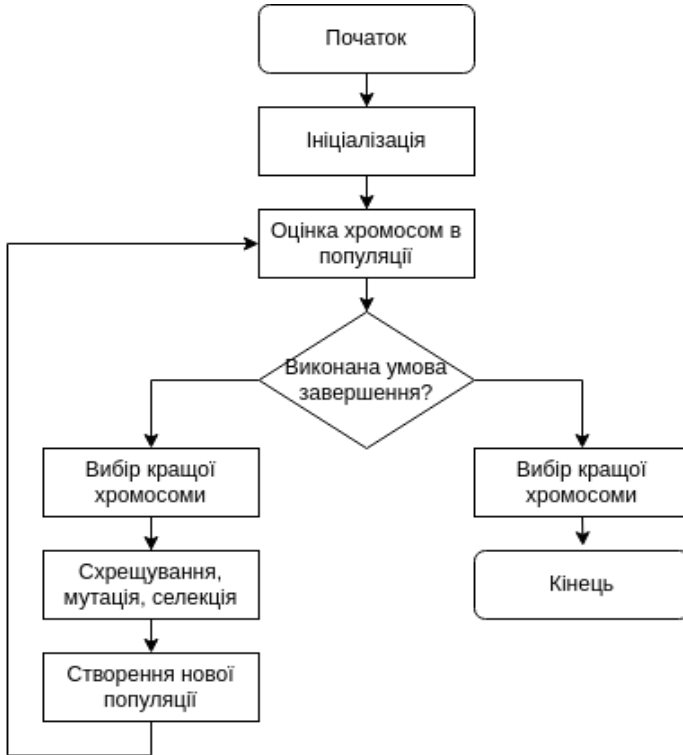 Початок
Ініціалізація
Оцінка хромосом в
популяції
Виконана умова
завершення?
Вибір кращої
хромосоми
Вибір кращої
хромосоми
Схрещування,
мутація, селекція
Кінець
Створення нової
популяції